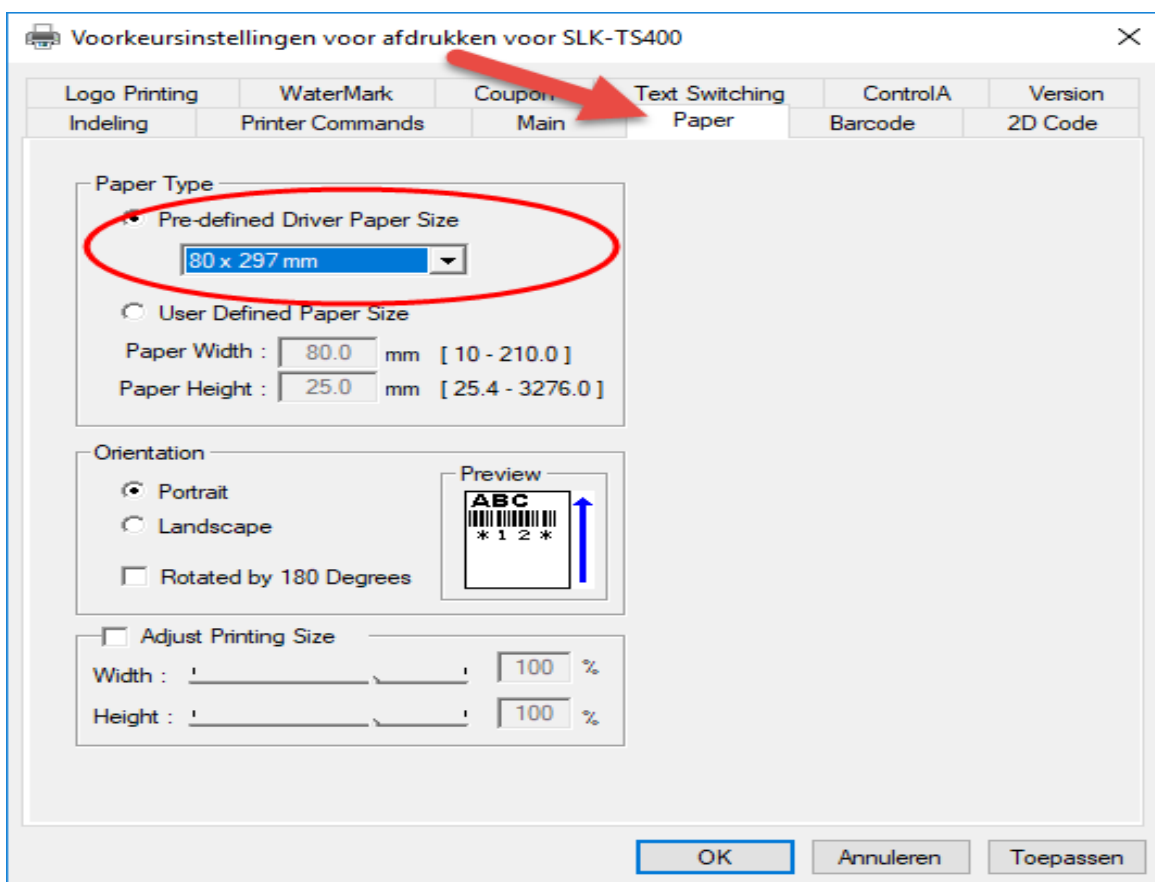 Voorkeursinstellingen voor afdrukken voor SLK-TS400
Logo Printing WaterMark Coupon Text Switching ControlA Version
Indeling Printer Commands Main Paper Barcode 2D Code
Paper Type
Pre-defined Driver Paper Size
80 x 297 mm
User Defined Paper Size
Paper Width : 80.0 mm [ 10 - 210.0 ]
Paper Height : 25.0 mm [ 25.4 - 3276.0 ]
Orientation
Portrait
Landscape
Rotated by 180 Degrees
Preview
ABC
* 1 2 *
Adjust Printing Size
Width : 100 %
Height : 100 %
OK Annuleren Toepassen